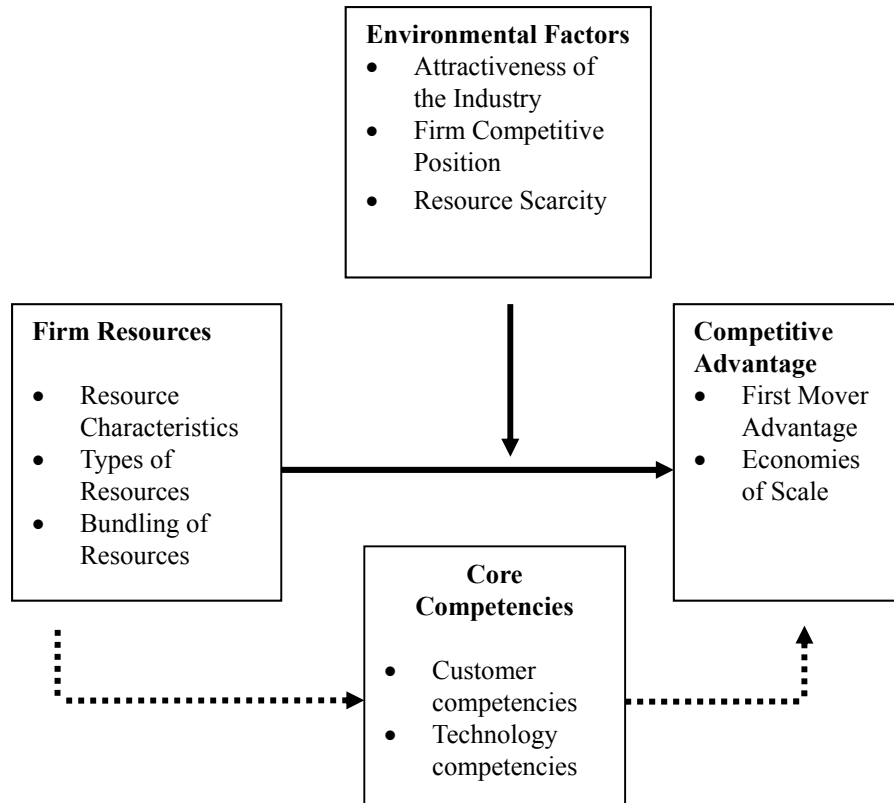 Environmental Factors
• Attractiveness of
the Industry
• Firm Competitive
Position
• Resource Scarcity
Firm Resources
• Resource
Characteristics
• Types of
Resources
• Bundling of
Resources
Competitive
Advantage
• First Mover
Advantage
• Economies
of Scale
Core
Competencies
• Customer
competencies
• Technology
competencies